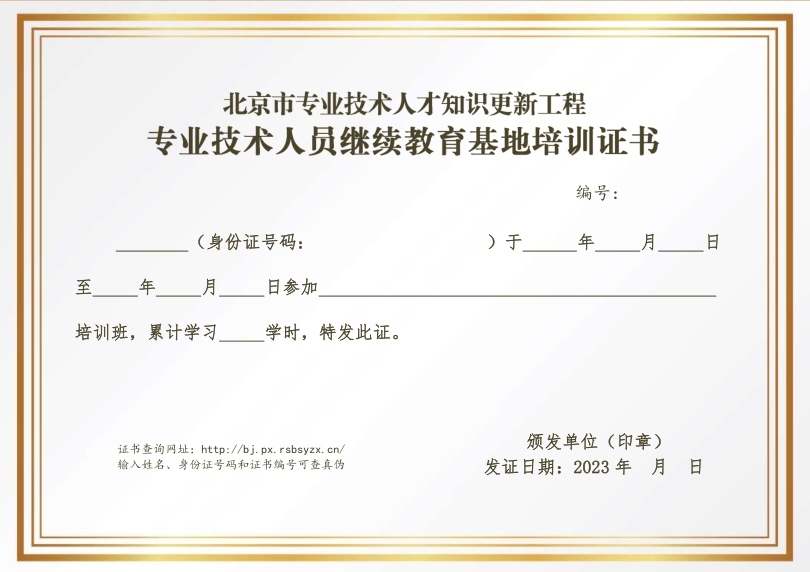 北京市专业技术人才知识更新工程
专业技术人员继续教育基地培训证书
编号：
________（身份证号码：　　　　　　　　　　）于______年_____月_____日
至_____年_____月_____日参加____________________________________________
培训班，累计学习_____学时，特发此证。
证书查询网址：http://bj.px.rsbsyzx.cn/
输入姓名、身份证号码和证书编号可查真伪
颁发单位（印章）
发证日期：2023 年　月　日